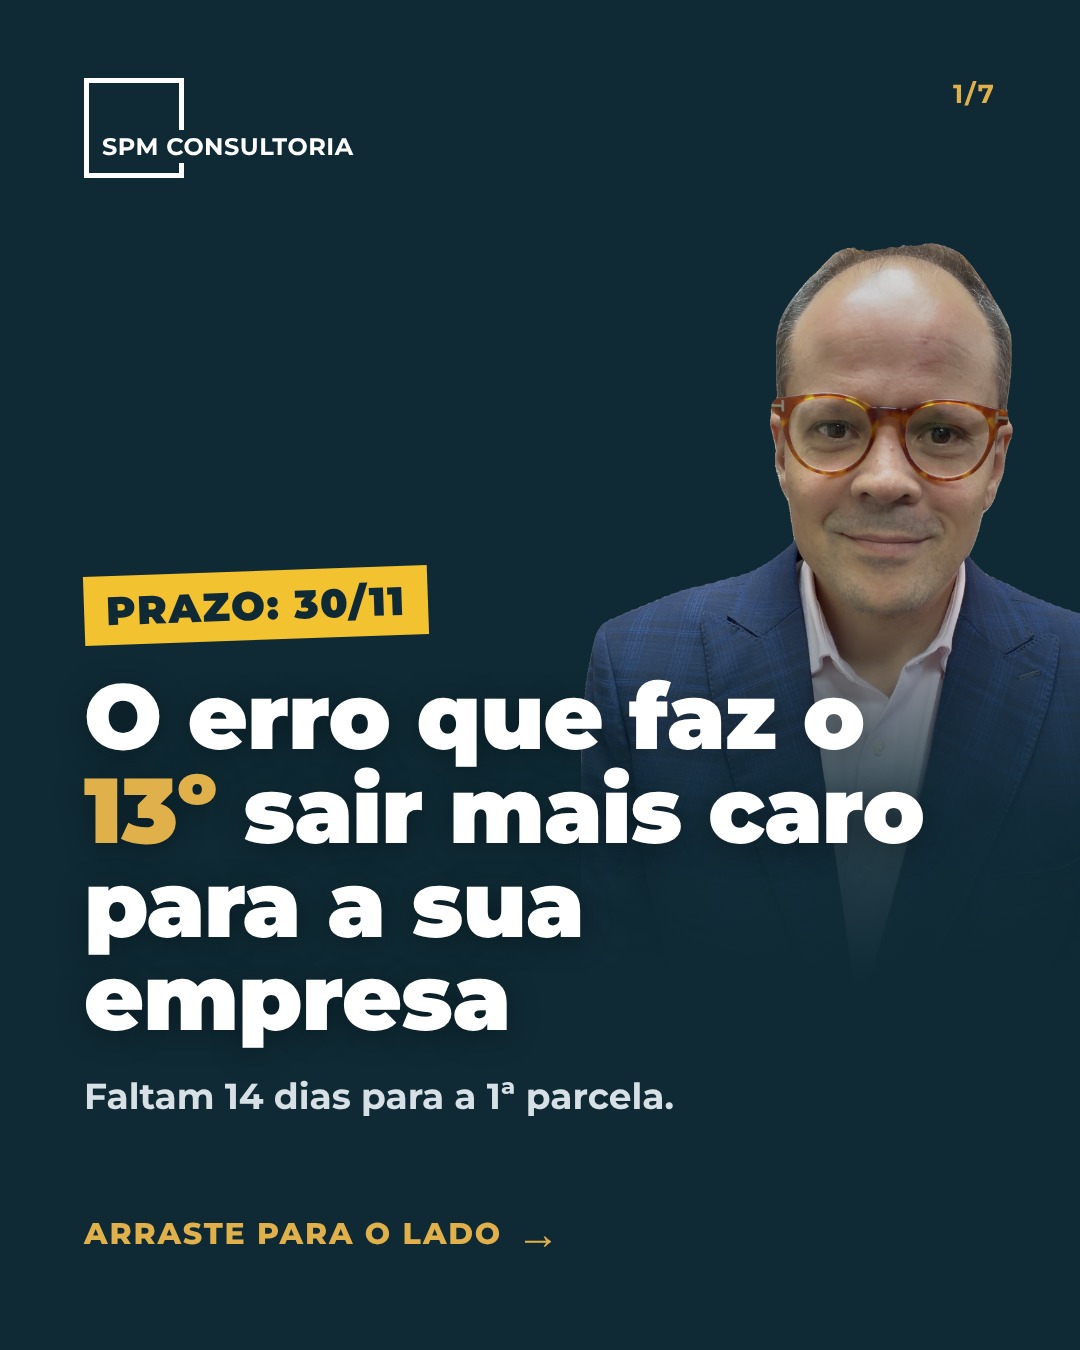 SPM CONSULTORIA
1/7
PRAZO: 30/11
O erro que faz o
13º sair mais caro
para a sua
empresa
Faltam 14 dias para a 1ª parcela.
ARRASTE PARA O LADO →